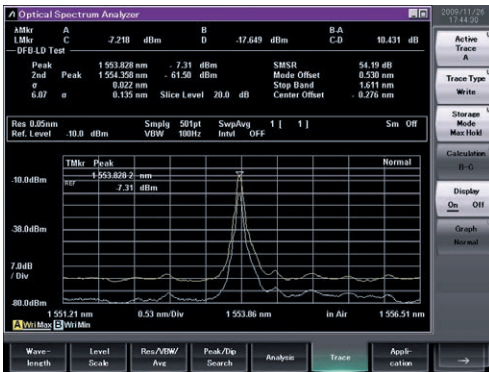 Optical Spectrum Analyzer
2009/11/26
17:44:20
λMkr A B B-A
LMkr C -7.218 dBm D -17.649 dBm C-D 10.431 dB
DFB-LD Test
Peak 1 553.828 nm - 7.31 dBm SMSR 54.19 dB
2nd Peak 1 554.358 nm - 61.50 dBm Mode Offset 0.530 nm
σ 0.022 nm Stop Band 1.611 nm
6.07 σ 0.135 nm Slice Level 20.0 dB Center Offset - 0.276 nm
Res 0.05nm Smplg 501pt SwpAvg 1 [ 1 ] Sm Off
Ref. Level -10.0 dBm VBW 100Hz Intvl OFF
TMkr Peak Normal
1 553.828 2 nm
-7.31 dBm
REF
-10.0dBm
-38.0dBm
7.0dB
/ Div
-80.0dBm
1 551.21 nm 0.53 nm/Div 1 553.86 nm in Air 1 556.51 nm
A Wri Max B Wri Min
Active
Trace
A
Trace Type
Write
Storage
Mode
Max Hold
Calculation
B-C
Display
On Off
Graph
Normal
Wave-
length
Level
Scale
Res/VBW/
Avg
Peak/Dip
Search
Analysis
Trace
Appli-
cation
→